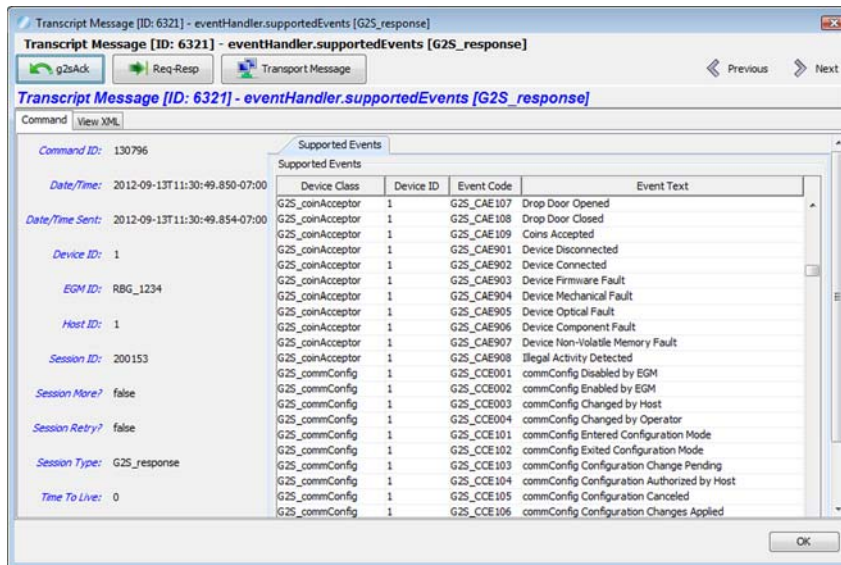 Transcript Message [ID: 6321] - eventHandler.supportedEvents [G2S_response]
Transcript Message [ID: 6321] - eventHandler.supportedEvents [G2S_response]
g2sAck Req-Resp Transport Message Previous Next
Transcript Message [ID: 6321] - eventHandler.supportedEvents [G2S_response]
Command View XML
Command ID: 130796
Date/Time: 2012-09-13T11:30:49.850-07:00
Date/Time Sent: 2012-09-13T11:30:49.854-07:00
Device ID: 1
EGM ID: RBG_1234
Host ID: 1
Session ID: 200153
Session More? false
Session Retry? false
Session Type: G2S_response
Time To Live: 0
Supported Events
Supported Events
Device Class Device ID Event Code Event Text
G2S_coinAcceptor 1 G2S_CAE107 Drop Door Opened
G2S_coinAcceptor 1 G2S_CAE108 Drop Door Closed
G2S_coinAcceptor 1 G2S_CAE109 Coins Accepted
G2S_coinAcceptor 1 G2S_CAE901 Device Disconnected
G2S_coinAcceptor 1 G2S_CAE902 Device Connected
G2S_coinAcceptor 1 G2S_CAE903 Device Firmware Fault
G2S_coinAcceptor 1 G2S_CAE904 Device Mechanical Fault
G2S_coinAcceptor 1 G2S_CAE905 Device Optical Fault
G2S_coinAcceptor 1 G2S_CAE906 Device Component Fault
G2S_coinAcceptor 1 G2S_CAE907 Device Non-Volatile Memory Fault
G2S_coinAcceptor 1 G2S_CAE908 Illegal Activity Detected
G2S_commConfig 1 G2S_CCE001 commConfig Disabled by EGM
G2S_commConfig 1 G2S_CCE002 commConfig Enabled by EGM
G2S_commConfig 1 G2S_CCE003 commConfig Changed by Host
G2S_commConfig 1 G2S_CCE004 commConfig Changed by Operator
G2S_commConfig 1 G2S_CCE101 commConfig Entered Configuration Mode
G2S_commConfig 1 G2S_CCE102 commConfig Exited Configuration Mode
G2S_commConfig 1 G2S_CCE103 commConfig Configuration Change Pending
G2S_commConfig 1 G2S_CCE104 commConfig Configuration Authorized by Host
G2S_commConfig 1 G2S_CCE105 commConfig Configuration Canceled
G2S_commConfig 1 G2S_CCE106 commConfig Configuration Changes Applied
OK